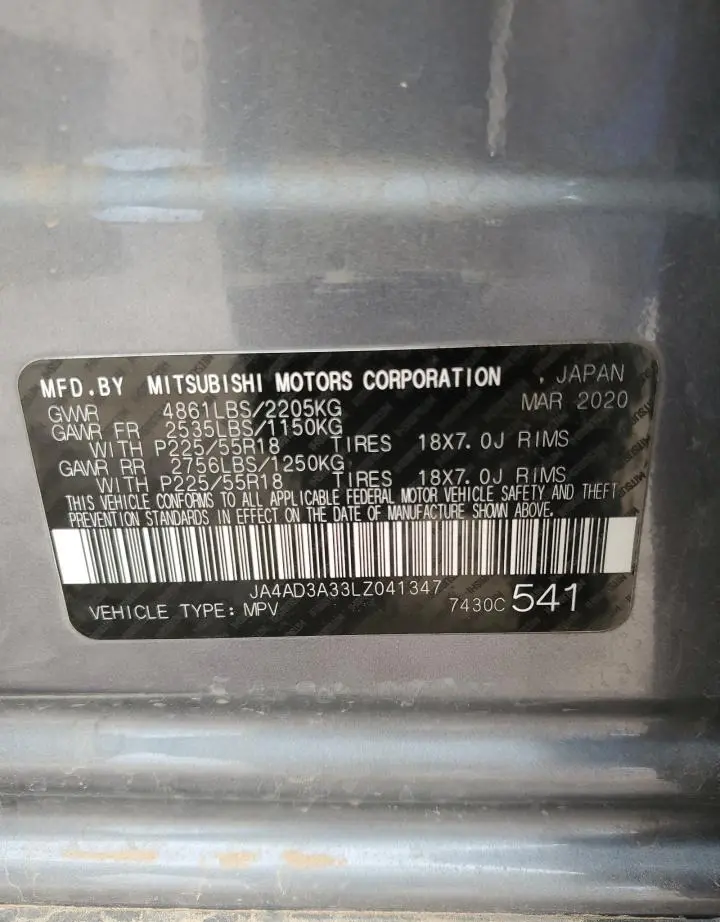 MFD.BY MITSUBISHI MOTORS CORPORATION , JAPAN
GVWR 4861LBS/2205KG MAR 2020
GAWR FR 2535LBS/1150KG
WITH P225/55R18 TIRES 18X7.0J RIMS
GAWR RR 2756LBS/1250KG
WITH P225/55R18 TIRES 18X7.0J RIMS
THIS VEHICLE CONFORMS TO ALL APPLICABLE FEDERAL MOTOR VEHICLE SAFETY AND THEFT
PREVENTION STANDARDS IN EFFECT ON THE DATE OF MANUFACTURE SHOWN ABOVE.
JA4AD3A33LZ041347
VEHICLE TYPE: MPV 7430C 541